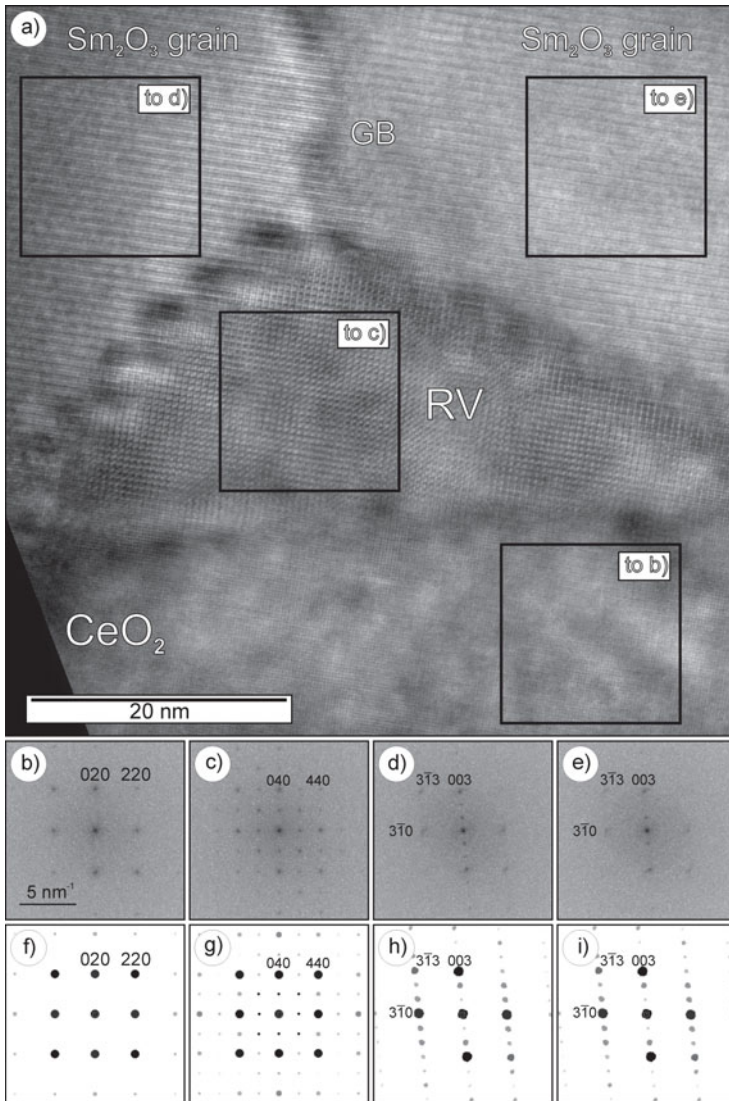 a)
Sm₂O₃ grain
Sm₂O₃ grain
to d)
to e)
GB
to c)
RV
to b)
CeO₂
20 nm
b)
020 220
5 nm⁻¹
c)
040 440
d)
31̅3 003
31̅0
e)
31̅3 003
31̅0
f)
020 220
g)
040 440
h)
31̅3 003
31̅0
i)
31̅3 003
31̅0